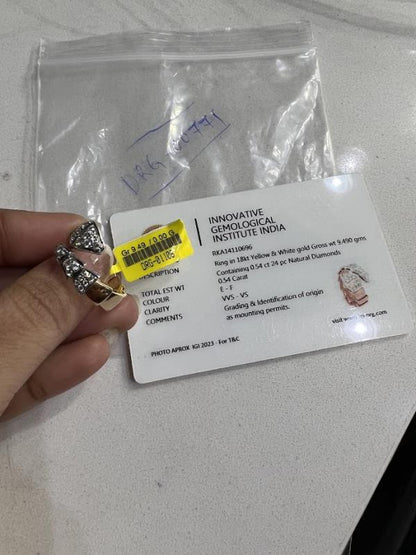 DRG
Gr 9.49 / 0.00 G
DRG-01105
INNOVATIVE
GEMOLOGICAL
INSTITUTE INDIA
RKA14110696
Ring in 18kt Yellow & White gold Gross wt 9.490 gms
Containing 0.54 ct 24 pc Natural Diamonds
TOTAL EST WT 0.54 Carat
COLOUR E - F
CLARITY VVS - VS
COMMENTS Grading & Identification of origin
as mounting permits.
PHOTO APROX IGI 2023 - For T&C